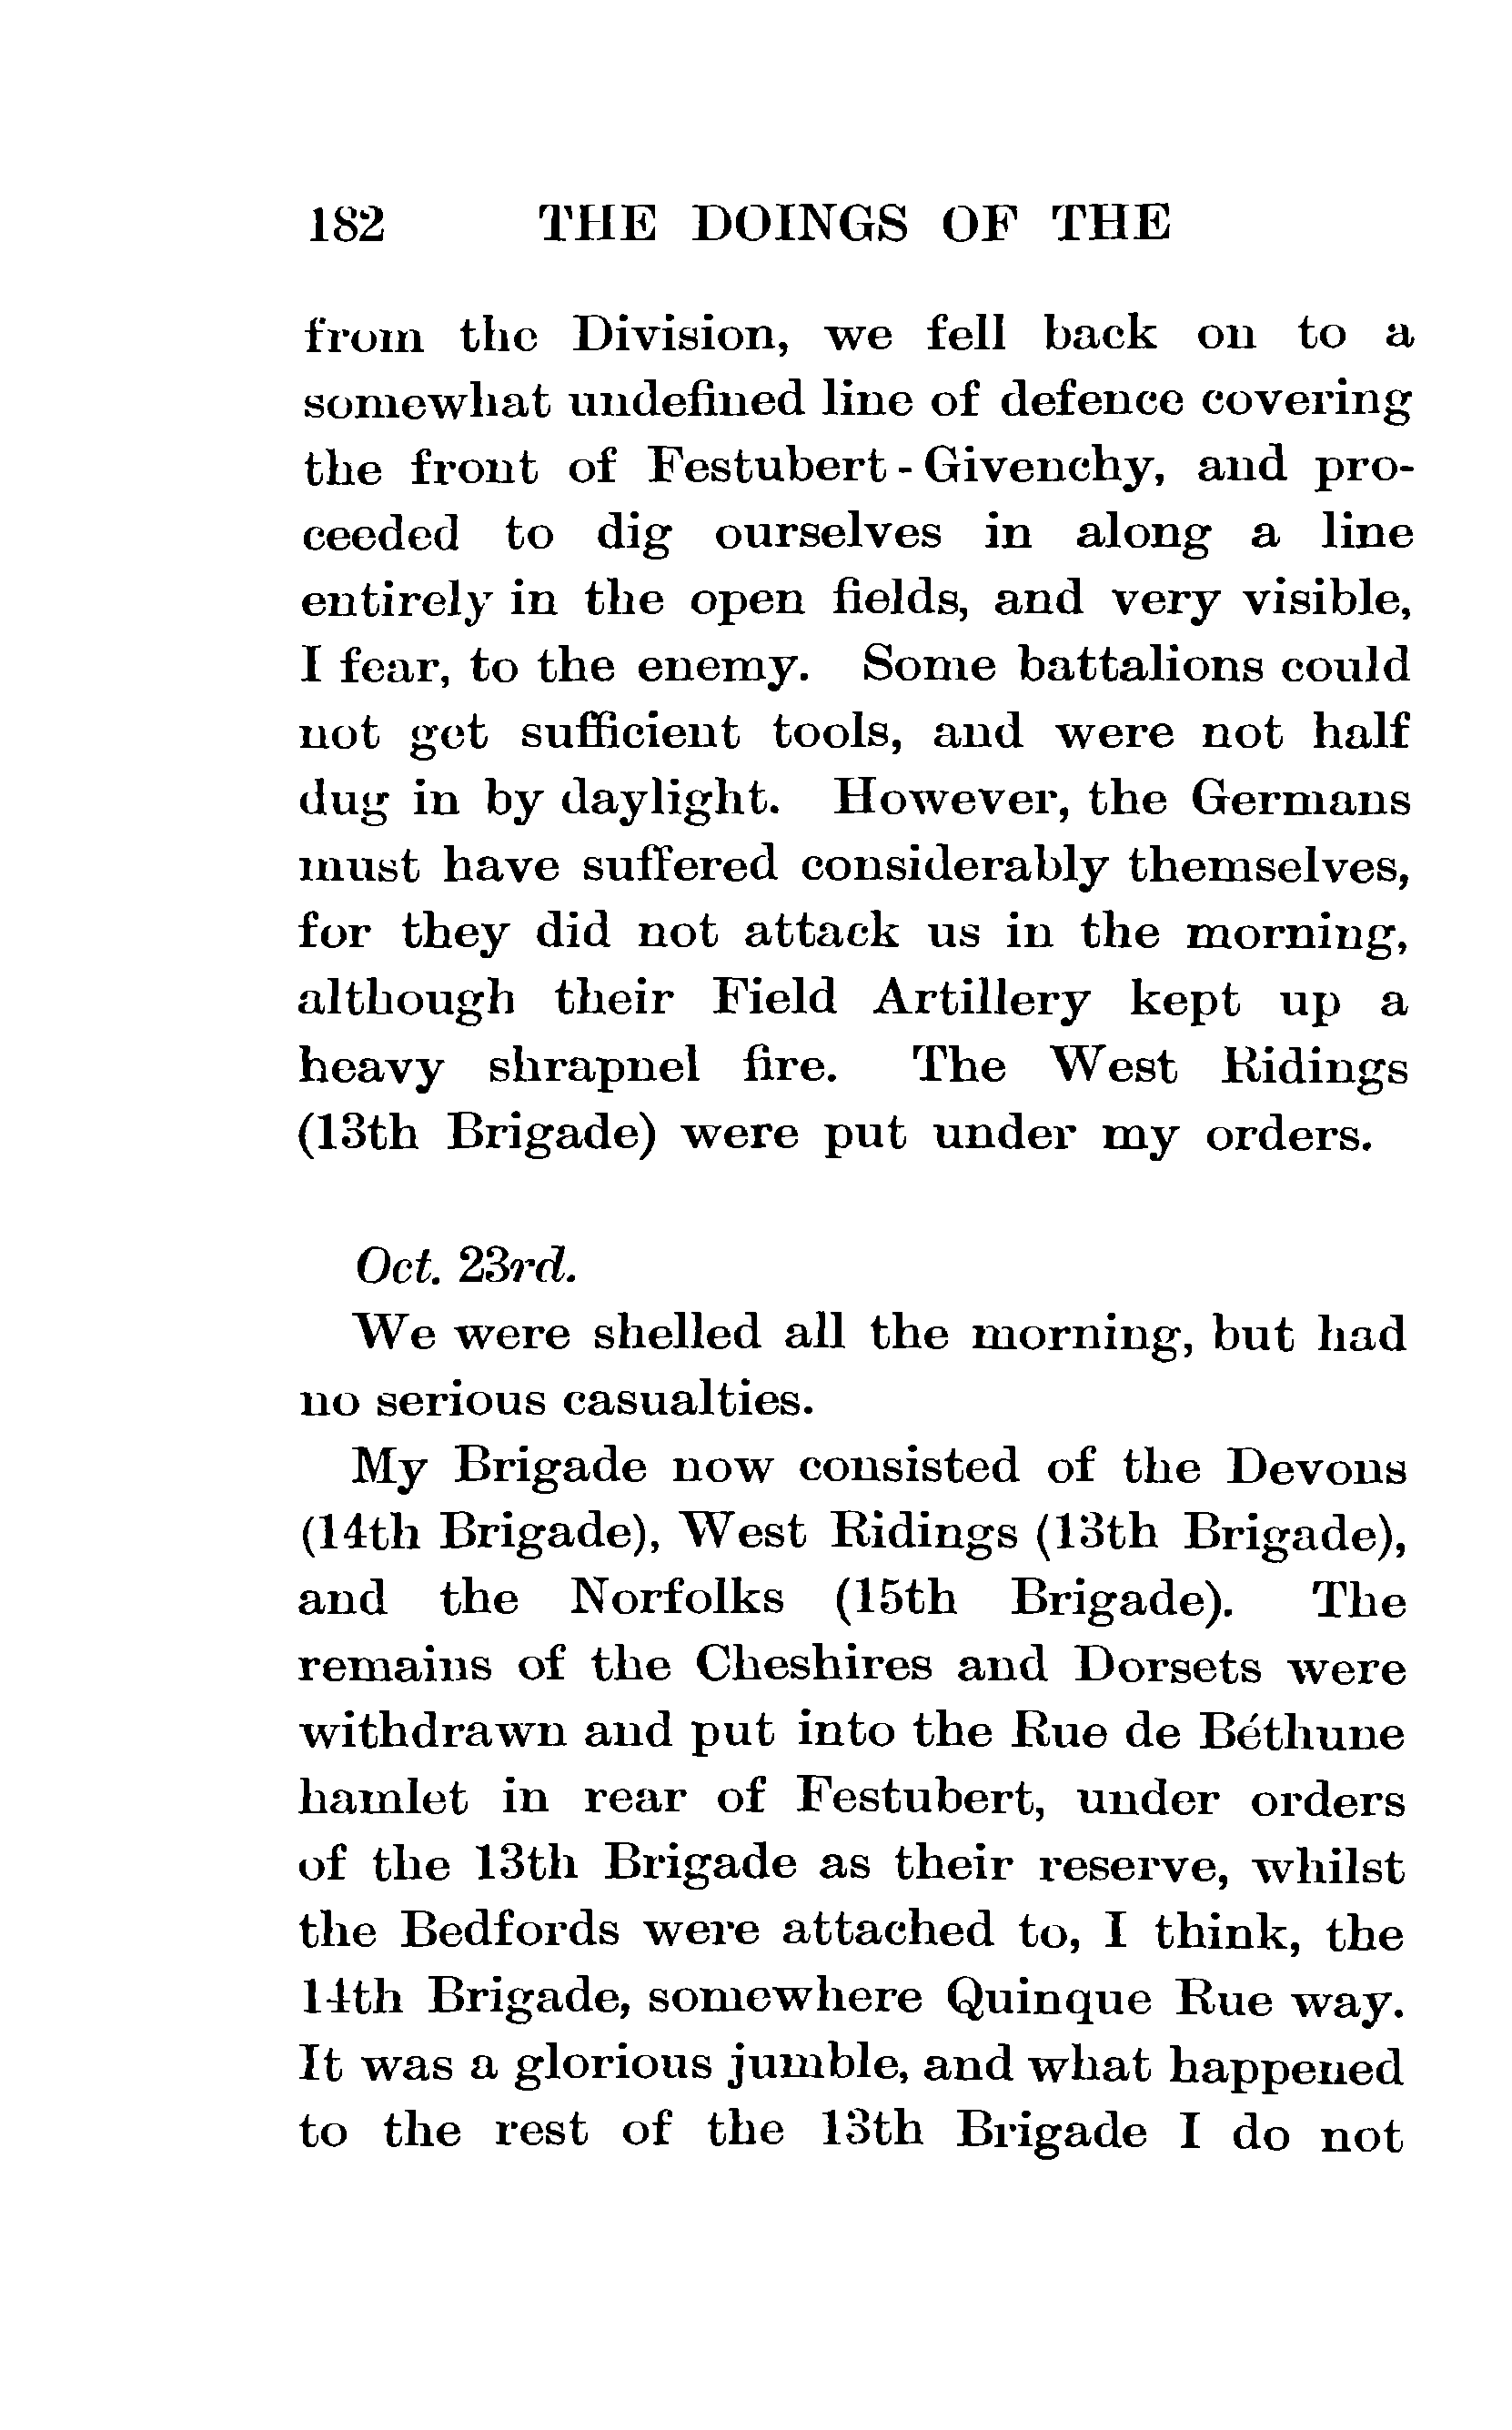 182 THE DOINGS OF THE
from the Division, we fell back on to a
somewhat undefined line of defence covering
the front of Festubert - Givenchy, and pro-
ceeded to dig ourselves in along a line
entirely in the open fields, and very visible,
I fear, to the enemy. Some battalions could
not get sufficient tools, and were not half
dug in by daylight. However, the Germans
must have suffered considerably themselves,
for they did not attack us in the morning,
although their Field Artillery kept up a
heavy shrapnel fire. The West Ridings
(13th Brigade) were put under my orders.
Oct. 23rd.
We were shelled all the morning, but had
no serious casualties.
My Brigade now consisted of the Devons
(14th Brigade), West Ridings (13th Brigade),
and the Norfolks (15th Brigade). The
remains of the Cheshires and Dorsets were
withdrawn and put into the Rue de Béthune
hamlet in rear of Festubert, under orders
of the 13th Brigade as their reserve, whilst
the Bedfords were attached to, I think, the
14th Brigade, somewhere Quinque Rue way.
It was a glorious jumble, and what happened
to the rest of the 13th Brigade I do not